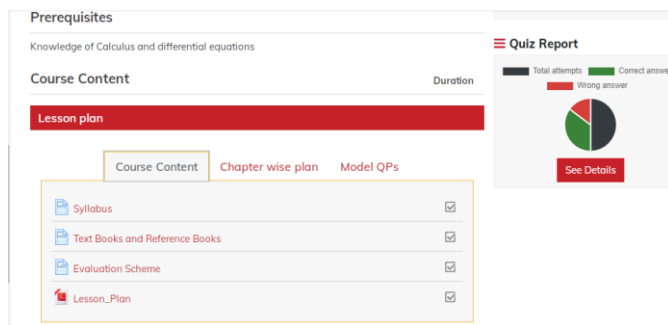 Prerequisites
Knowledge of Calculus and differential equations
Course Content Duration
Lesson plan
Course Content Chapter wise plan Model QPs
Syllabus
Text Books and Reference Books
Evaluation Scheme
Lesson_Plan
Quiz Report
Total attempts Correct answe
Wrong answer
See Details